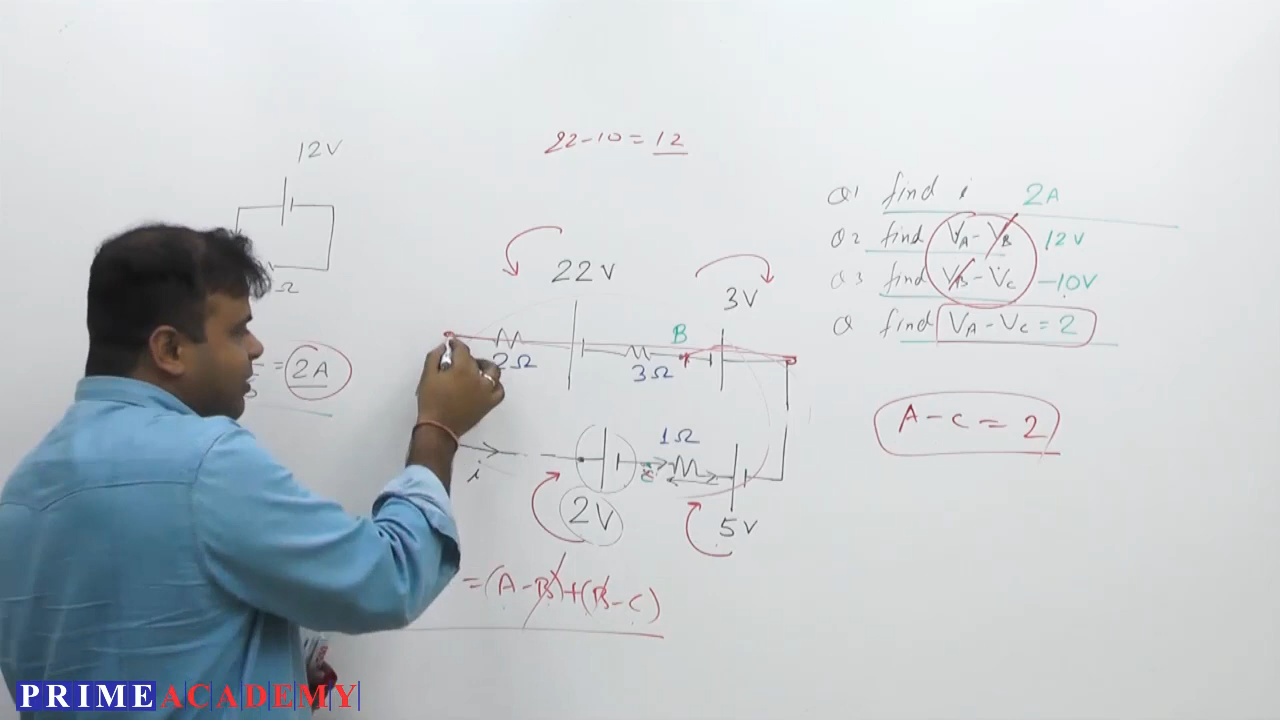 12V
22-10=12
Q1 find i 2A
Q2 find VA-VB 12V
Q3 find VB-VC -10V
Q find VA-VC=2
22V
3V
B
2Ω
3Ω
Ω
= 2A
A-C=2
1Ω
i
C
2V
5V
=(A-B)+(B-C)
PRIME ACADEMY